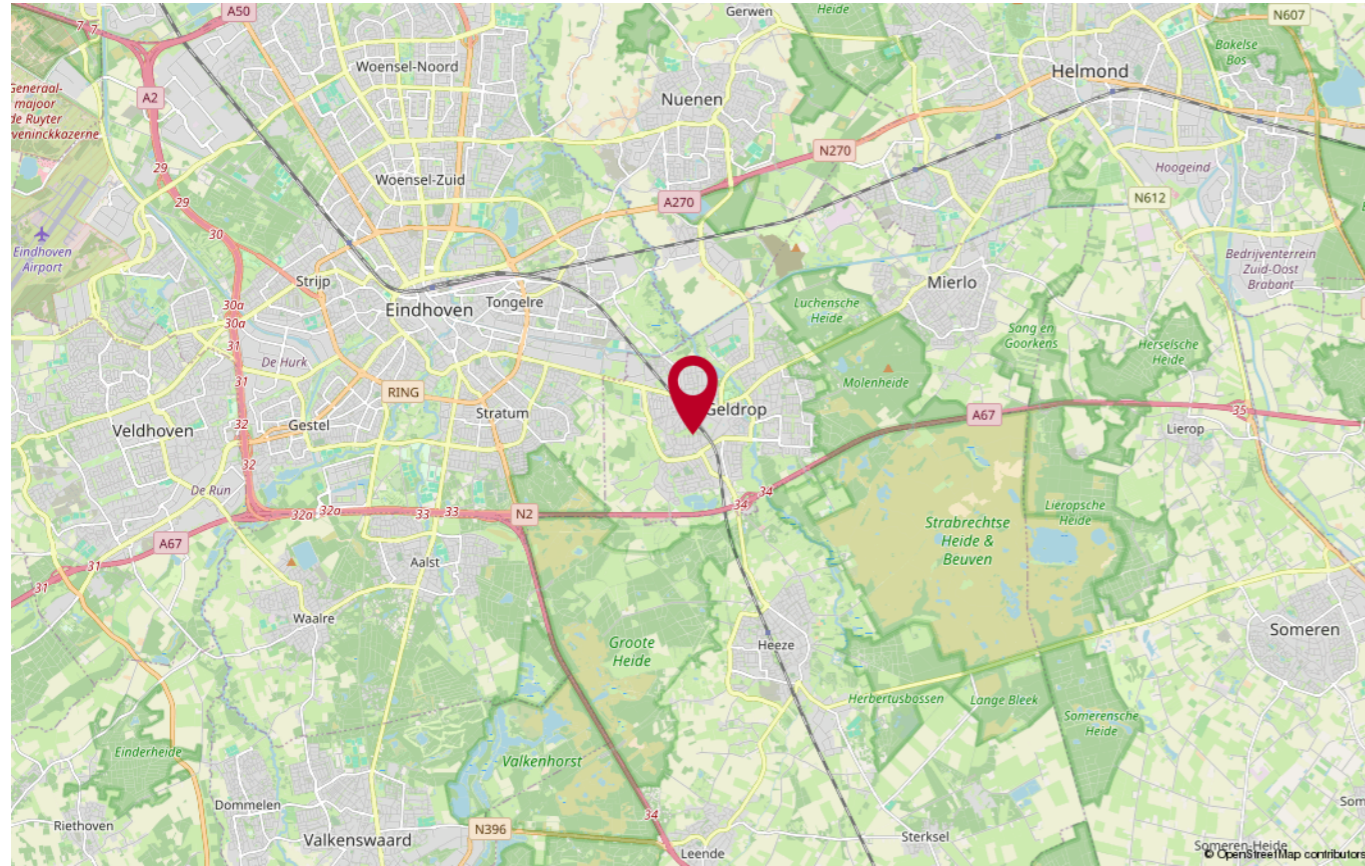 A50
Gerwen
Heide
N607
7
7
Woensel-Noord
Bakelse
Bos
Helmond
A2
Generaal-
majoor
de Ruyter
eveninckkazerne
Nuenen
N270
29
Hoogeind
Woensel-Zuid
29
A270
N612
30
Eindhoven
Airport
Bedrijventerrein
Zuid-Oost
Brabant
Strijp
Mierlo
Tongelre
30a
Eindhoven
Luchensche
Heide
30a
Sang en
Goorkens
31
Herselsche
Heide
De Hurk
31
Molenheide
RING
Geldrop
Stratum
A67
35
32
Gestel
Veldhoven
Lierop
32
De Run
34
34
32a
32a
33
33
N2
Lieropsche
Heide
Strabrechtse
Heide &
Beuven
A67
31
Aalst
31
Waalre
Groote
Heide
Heeze
Someren
Herbertusbossen
Lange Bleek
Somerensche
Heide
Einderheide
Valkenhorst
Dommelen
Som
34
Riethoven
N396
Valkenswaard
Sterksel
Leende
Someren-Heide
© OpenStreetMap contributors